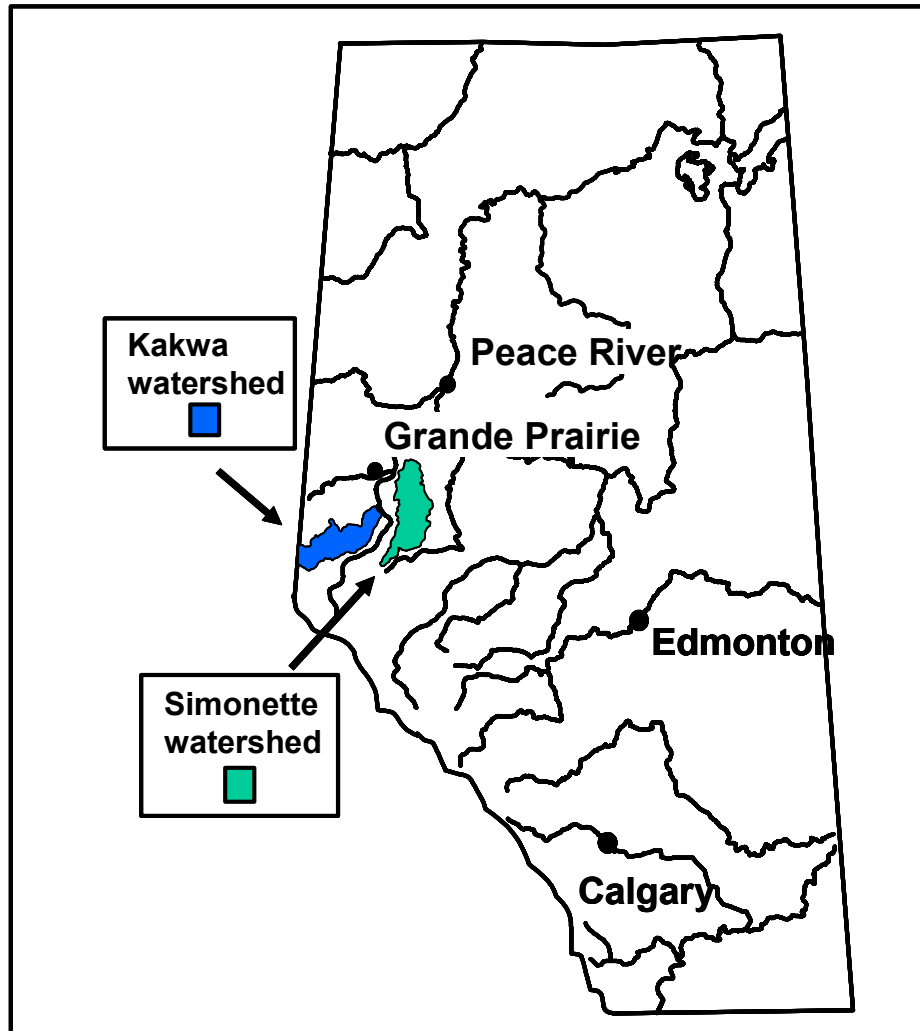 Peace River
Kakwa
watershed
Grande Prairie
Edmonton
Simonette
watershed
Calgary